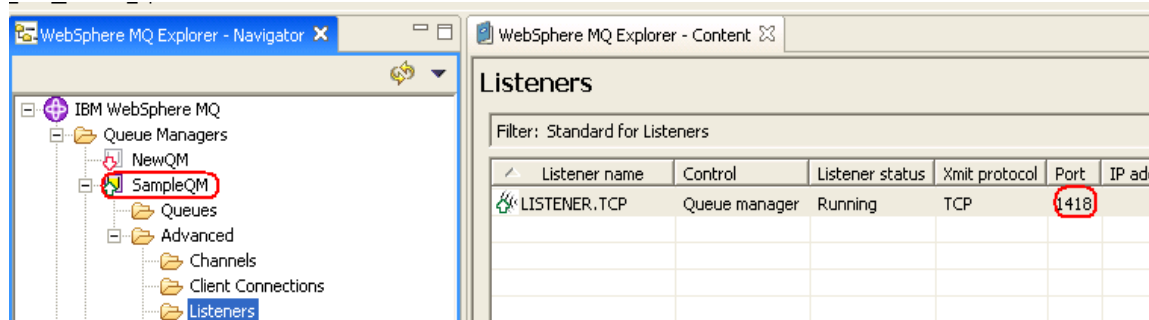 WebSphere MQ Explorer - Navigator
WebSphere MQ Explorer - Content
IBM WebSphere MQ
Queue Managers
NewQM
SampleQM
Queues
Advanced
Channels
Client Connections
Listeners
Listeners
Filter: Standard for Listeners
Listener name Control Listener status Xmit protocol Port IP ad
LISTENER.TCP Queue manager Running TCP 1418